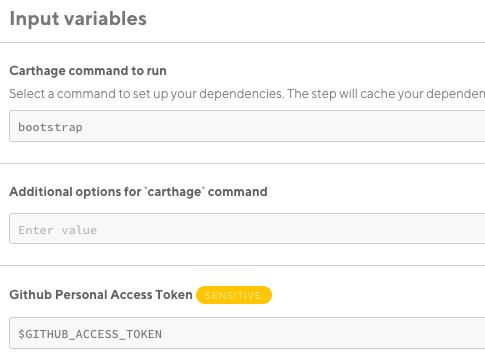 Input variables
Carthage command to run
Select a command to set up your dependencies. The step will cache your dependen
bootstrap
Additional options for `carthage` command
Enter value
Github Personal Access Token SENSITIVE
$GITHUB_ACCESS_TOKEN